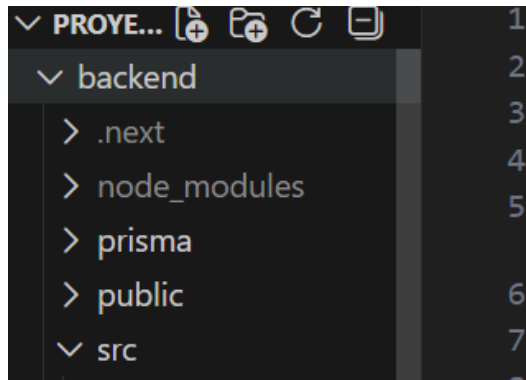 PROYE...
backend
.next
node_modules
prisma
public
src
1
2
3
4
5
6
7